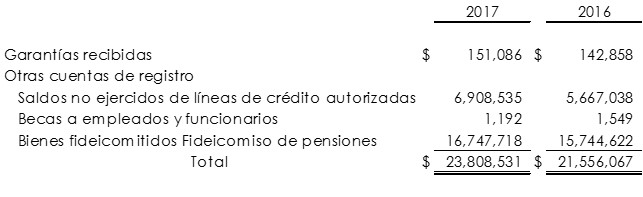 2017 2016
Garantías recibidas $ 151,086 $ 142,858
Otras cuentas de registro
Saldos no ejercidos de líneas de crédito autorizadas 6,908,535 5,667,038
Becas a empleados y funcionarios 1,192 1,549
Bienes fideicomitidos Fideicomiso de pensiones 16,747,718 15,744,622
Total $ 23,808,531 $ 21,556,067